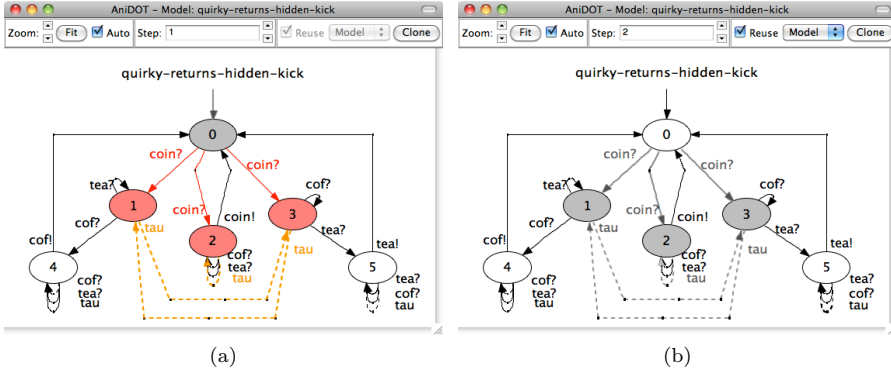 AniDOT – Model: quirky-returns-hidden-kick
Zoom: Fit Auto Step: 1 Reuse Model Clone
quirky-returns-hidden-kick
0
coin? coin?
tea? cof?
1 3
coin?
cof? coin! tea?
tau 2 tau
cof! tea!
4 cof? 5
tea?
tau
cof? tea?
tea? cof?
tau tau
(a)
AniDOT – Model: quirky-returns-hidden-kick
Zoom: Fit Auto Step: 2 Reuse Model Clone
quirky-returns-hidden-kick
0
coin? coin?
tea? cof?
1 3
coin?
cof? coin! tea?
tau 2 tau
cof! tea!
4 cof? 5
tea?
tau
cof? tea?
tea? cof?
tau tau
(b)